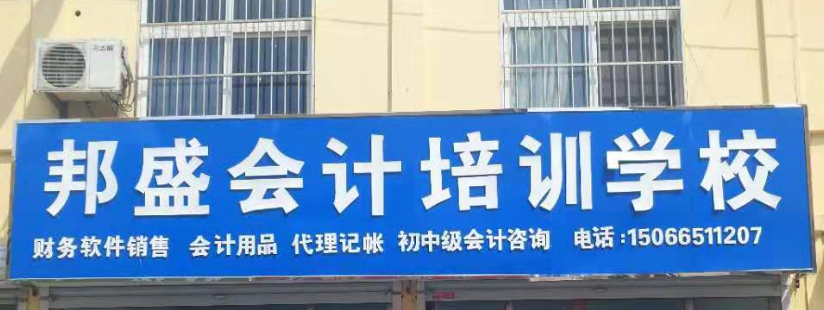 邦盛会计培训学校
财务软件销售 会计用品 代理记帐 初中级会计咨询 电话:15066511207